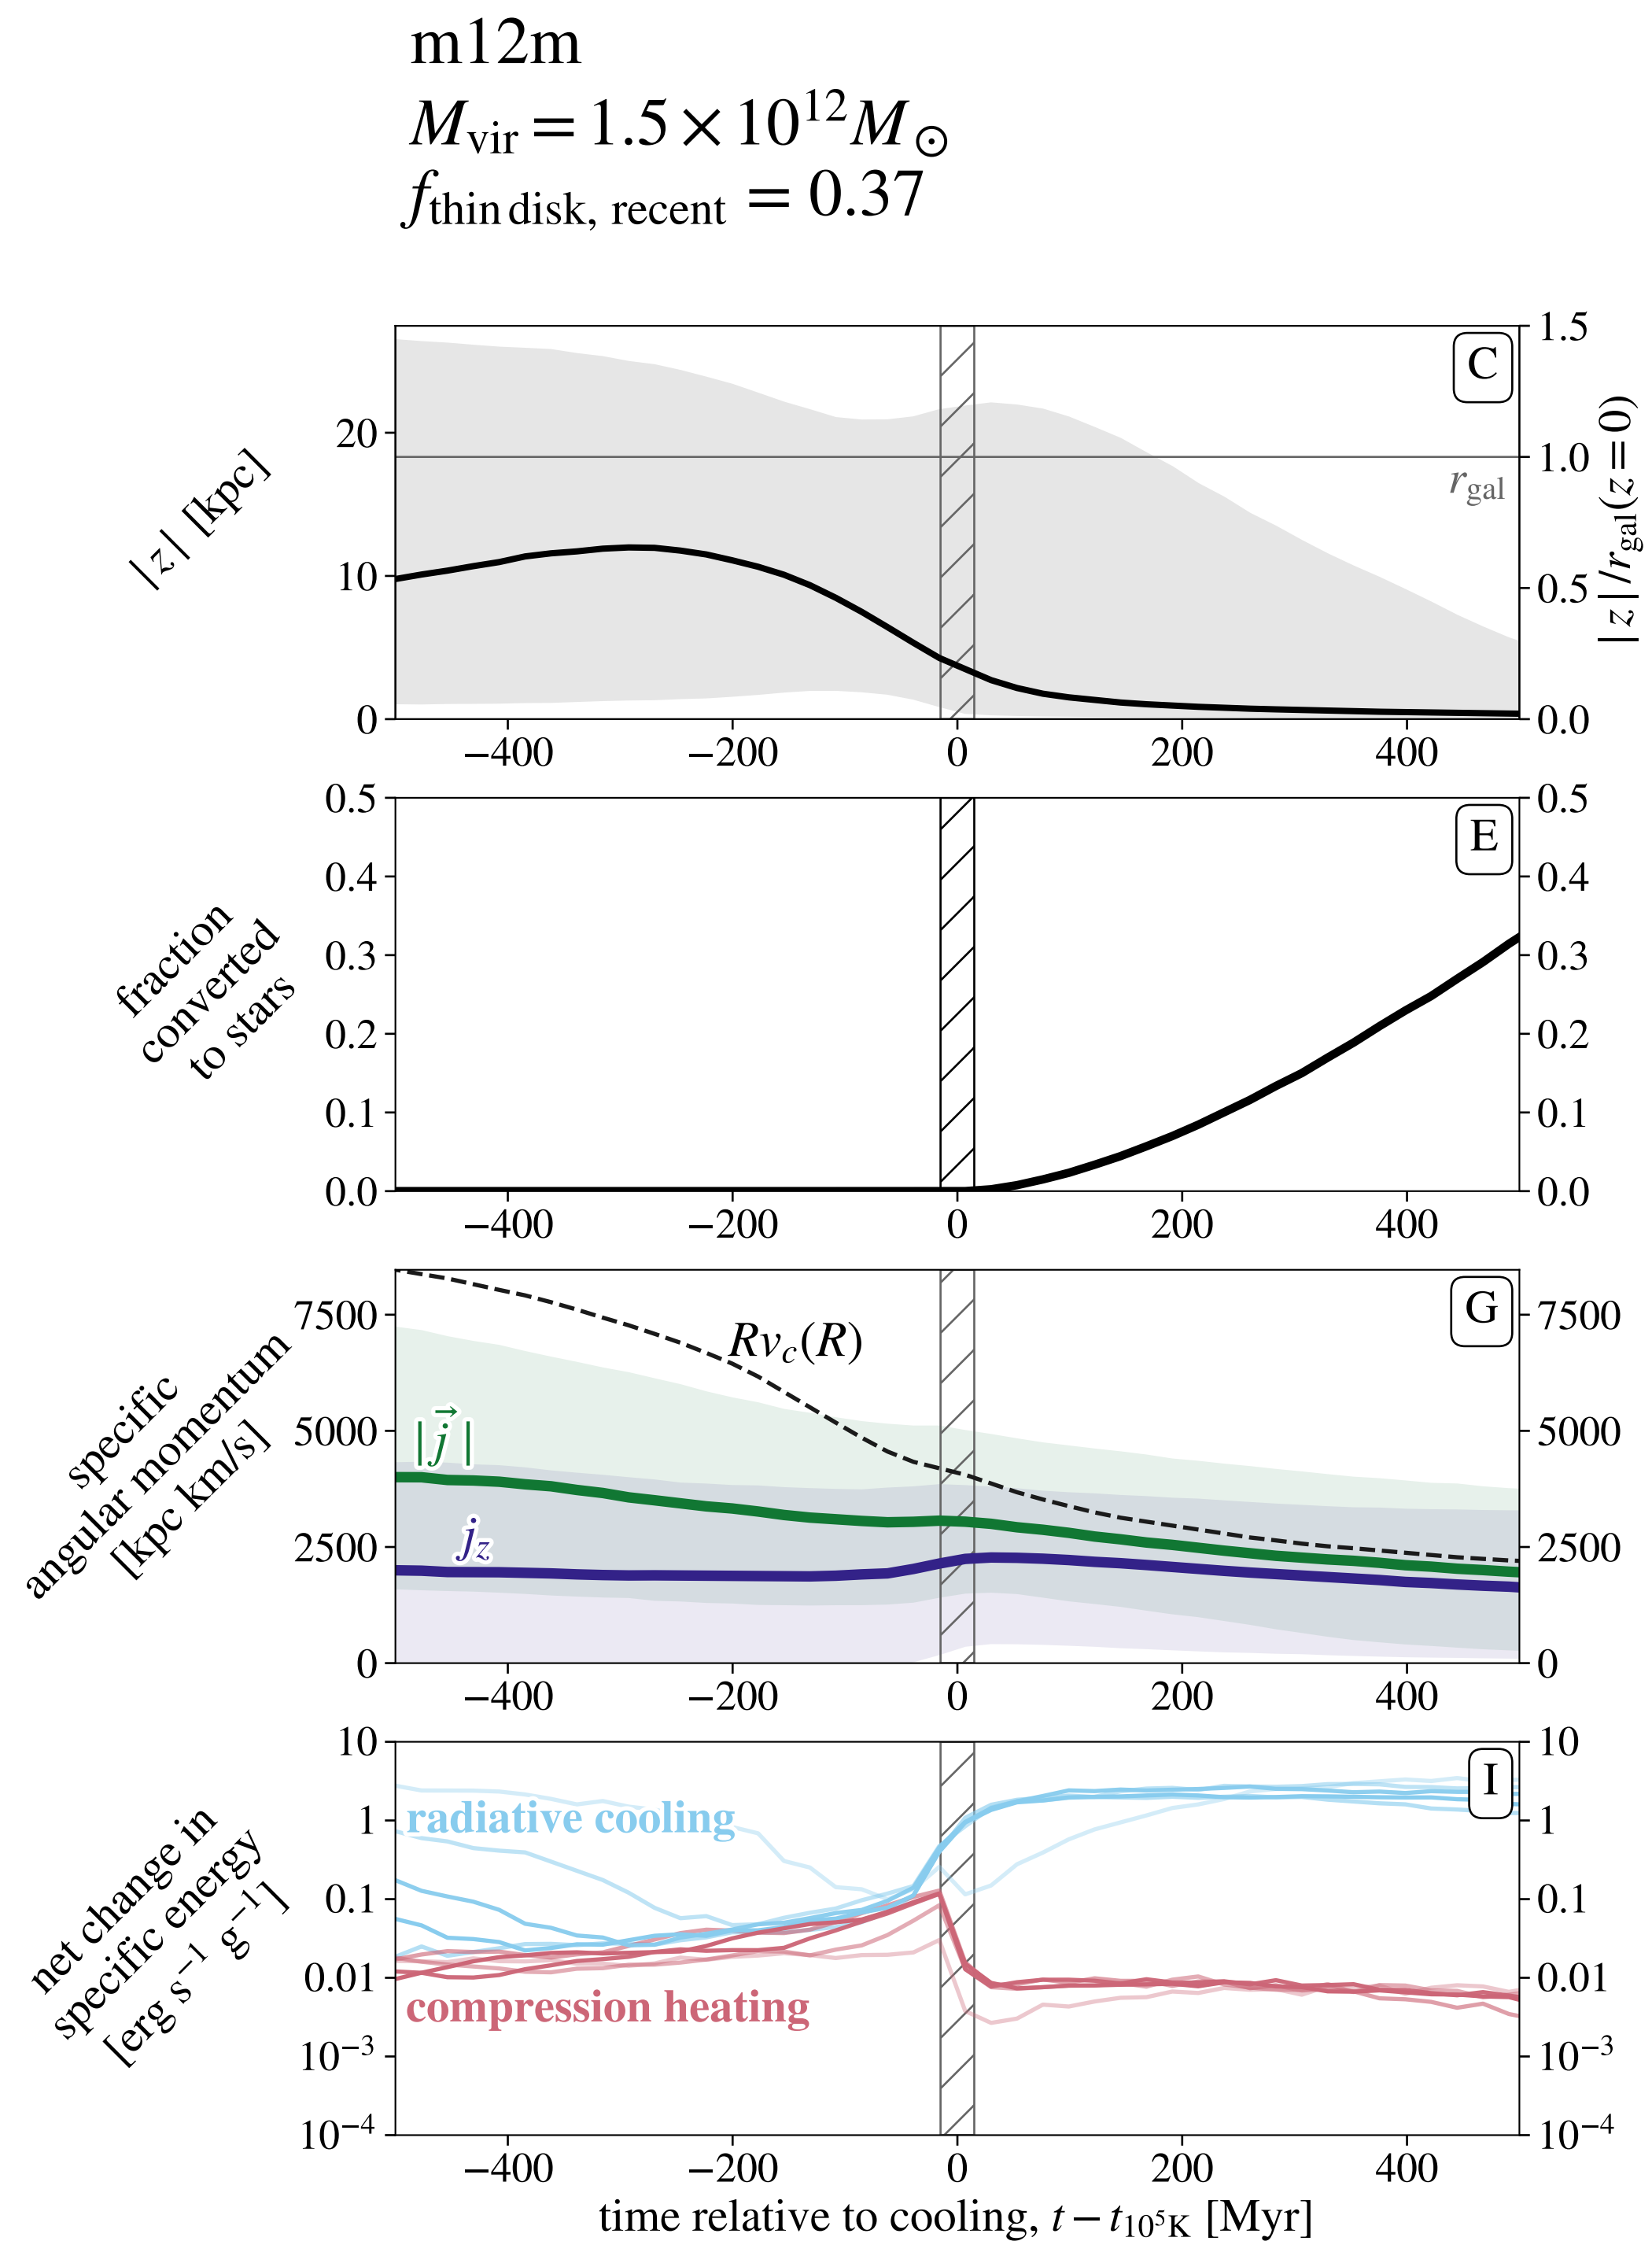 m12m
M_vir = 1.5 × 10^12 M_⊙
f_thin disk, recent = 0.37
C
|z| [kpc]
20
10
0
1.5
1.0
0.5
0.0
r_gal
|z|/r_gal(z=0)
−400 −200 0 200 400
E
fraction
converted
to stars
0.5
0.4
0.3
0.2
0.1
0.0
0.5
0.4
0.3
0.2
0.1
0.0
−400 −200 0 200 400
G
specific
angular momentum
[kpc km/s]
7500
5000
2500
0
7500
5000
2500
0
Rv_c(R)
|j⃗|
j_z
−400 −200 0 200 400
I
net change in
specific energy
[erg s^−1 g^−1]
10
1
0.1
0.01
10^−3
10^−4
10
1
0.1
0.01
10^−3
10^−4
radiative cooling
compression heating
−400 −200 0 200 400
time relative to cooling, t − t_10^5K [Myr]